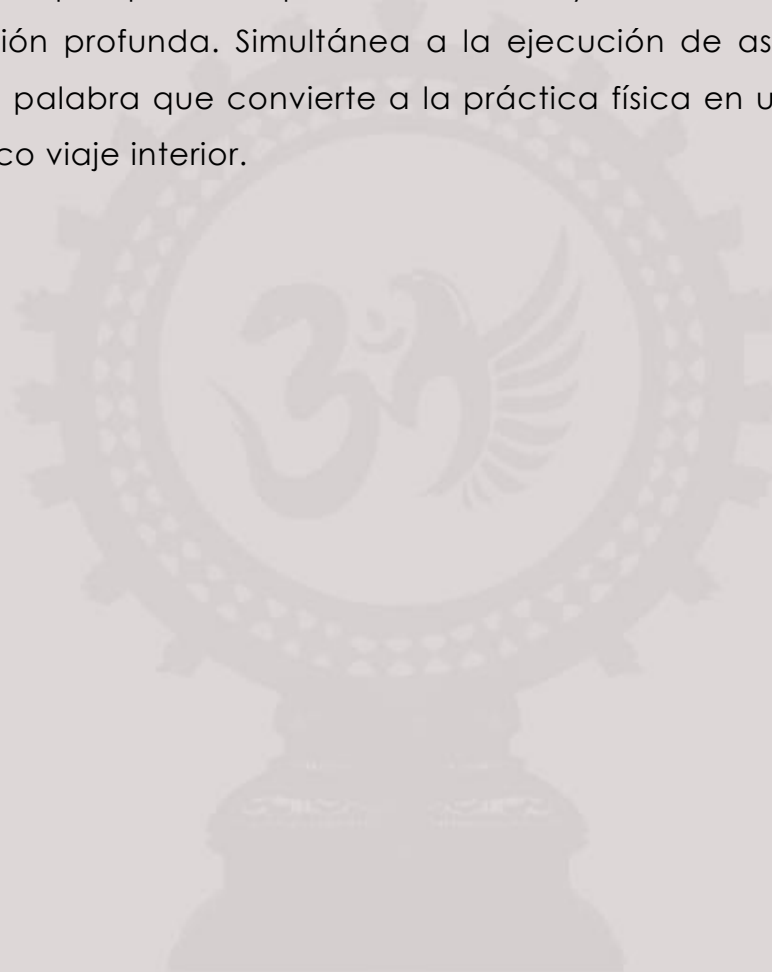 ión profunda. Simultánea a la ejecución de as
palabra que convierte a la práctica física en u
co viaje interior.